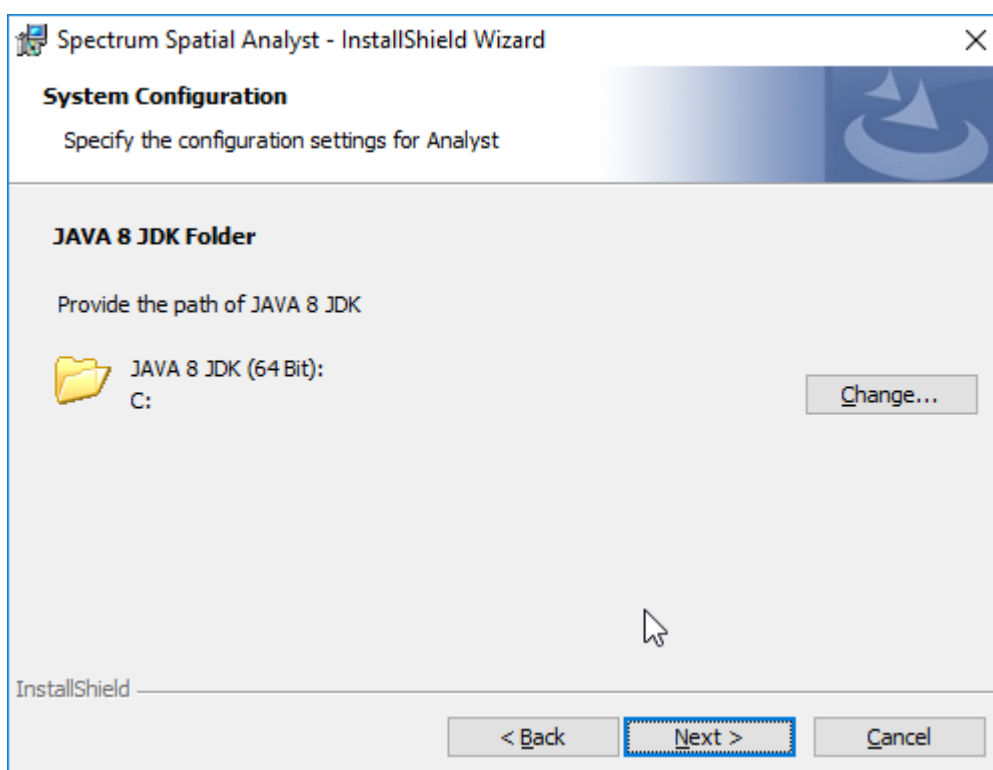 Spectrum Spatial Analyst - InstallShield Wizard
System Configuration
Specify the configuration settings for Analyst
JAVA 8 JDK Folder
Provide the path of JAVA 8 JDK
JAVA 8 JDK (64 Bit):
C:
Change...
InstallShield
< Back
Next >
Cancel